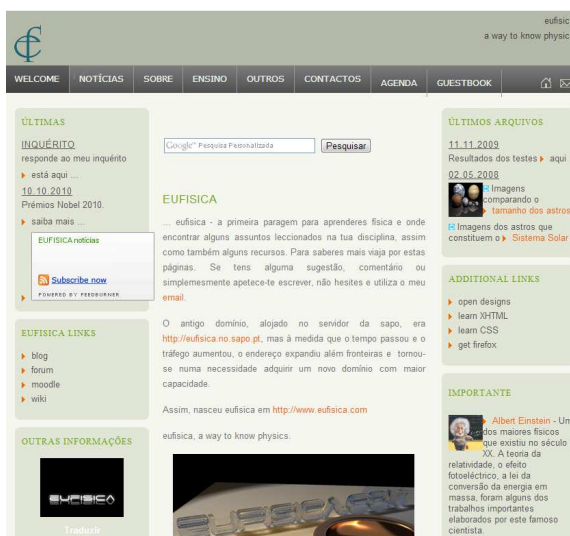 eufisic
a way to know physic
WELCOME NOTÍCIAS SOBRE ENSINO OUTROS CONTACTOS AGENDA GUESTBOOK
ÚLTIMAS
INQUÉRITO
responde ao meu inquérito
está aqui ...
10.10.2010
Prémios Nobel 2010.
saiba mais ...
EUFISICA noticias
Subscribe now
POWERED BY FEEDBURNER
EUFISICA LINKS
blog
forum
moodle
wiki
OUTRAS INFORMAÇÕES
EUFISICA
Traduzir
Google™ Pesquisa Personalizada Pesquisar
EUFISICA
... eufisica - a primeira paragem para aprenderes física e onde
encontrar alguns assuntos leccionados na tua disciplina, assim
como também alguns recursos. Para saberes mais viaja por estas
páginas. Se tens alguma sugestão, comentário ou
simplemesmente apetece-te escrever, não hesites e utiliza o meu
email.
O antigo domínio, alojado no servidor da sapo, era
http://eufisica.no.sapo.pt, mas à medida que o tempo passou e o
tráfego aumentou, o endereço expandiu além fronteiras e tornou-
se numa necessidade adquirir um novo domínio com maior
capacidade.
Assim, nasceu eufisica em http://www.eufisica.com
eufisica, a way to know physics.
EUFISICA
ÚLTIMOS ARQUIVOS
11.11.2009
Resultados dos testes aqui
02.05.2008
Imagens
comparando o
tamanho dos astros
Imagens dos astros que
constituem o Sistema Solar
ADDITIONAL LINKS
open designs
learn XHTML
learn CSS
get firefox
IMPORTANTE
Albert Einstein - Um
dos maiores físicos
que existiu no século
XX. A teoria da
relatividade, o efeito
fotoeléctrico, a lei da
conversão da energia em
massa, foram alguns dos
trabalhos importantes
elaborados por este famoso
cientista.